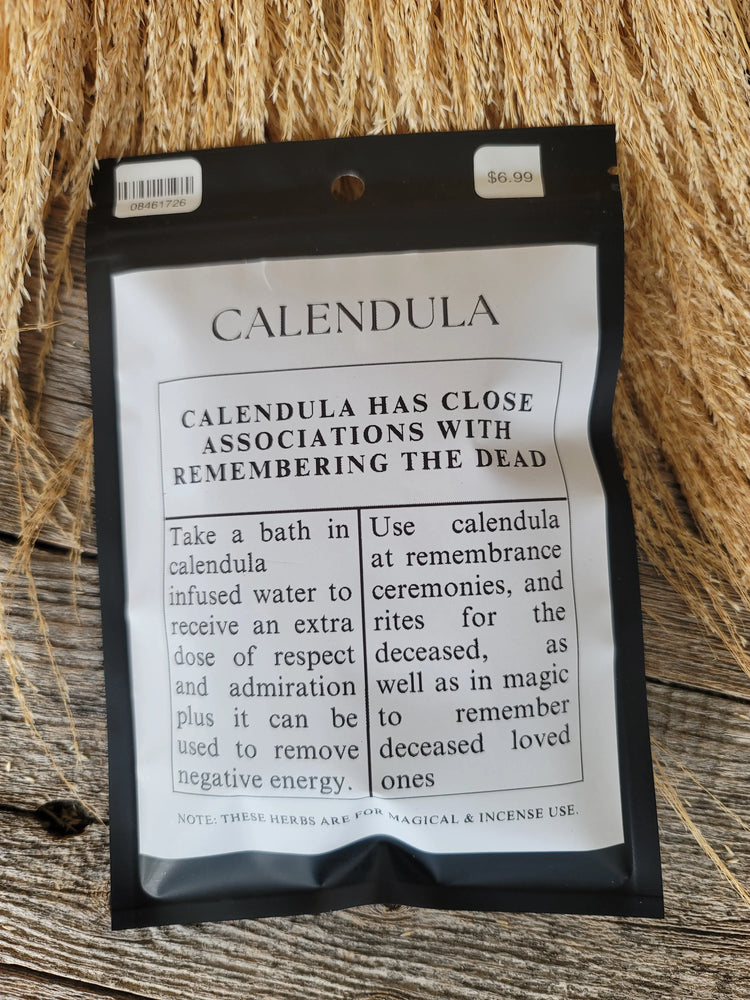 08461726
$6.99
CALENDULA
CALENDULA HAS CLOSE
ASSOCIATIONS WITH
REMEMBERING THE DEAD
Take a bath in
calendula
infused water to
receive an extra
dose of respect
and admiration
plus it can be
used to remove
negative energy.
Use calendula
at remembrance
ceremonies, and
rites for the
deceased, as
well as in magic
to remember
deceased loved
ones
NOTE: THESE HERBS ARE FOR MAGICAL & INCENSE USE.